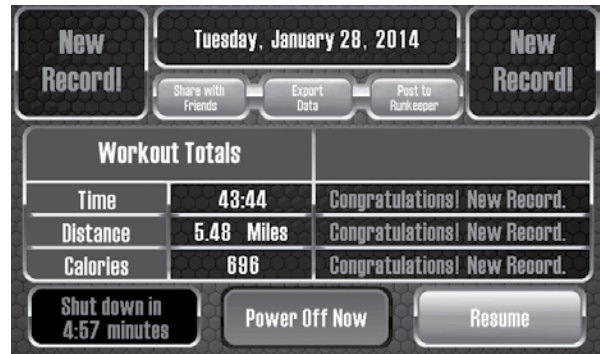 New
Record!
Tuesday, January 28, 2014
New
Record!
Share with
Friends
Export
Data
Post to
Runkeeper
Workout Totals
Time 43:44 Congratulations! New Record.
Distance 5.48 Miles Congratulations! New Record.
Calories 696 Congratulations! New Record.
Shut down in
4:57 minutes
Power Off Now
Resume